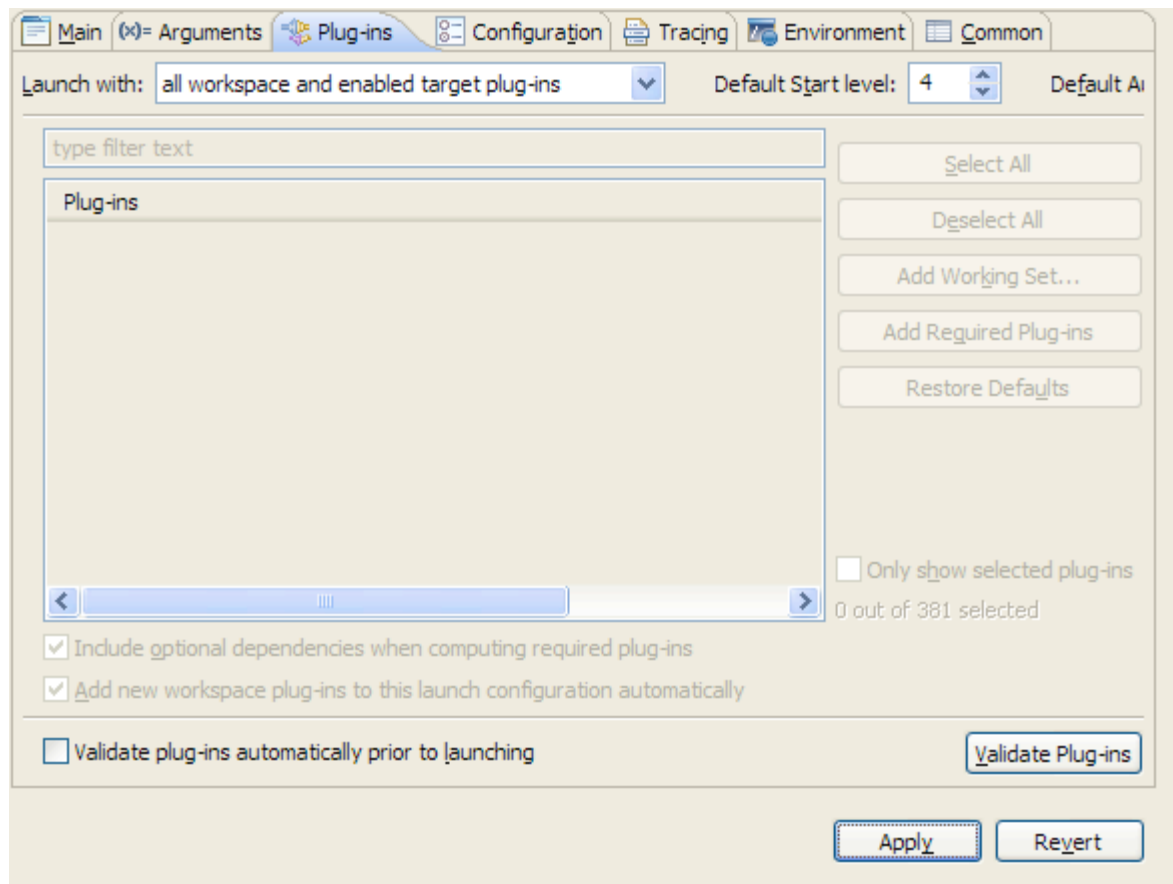 Main (x)= Arguments Plug-ins Configuration Tracing Environment Common
Launch with: all workspace and enabled target plug-ins Default Start level: 4 Default Au
type filter text
Select All
Plug-ins
Deselect All
Add Working Set...
Add Required Plug-ins
Restore Defaults
Only show selected plug-ins
0 out of 381 selected
Include optional dependencies when computing required plug-ins
Add new workspace plug-ins to this launch configuration automatically
Validate plug-ins automatically prior to launching Validate Plug-ins
Apply Revert